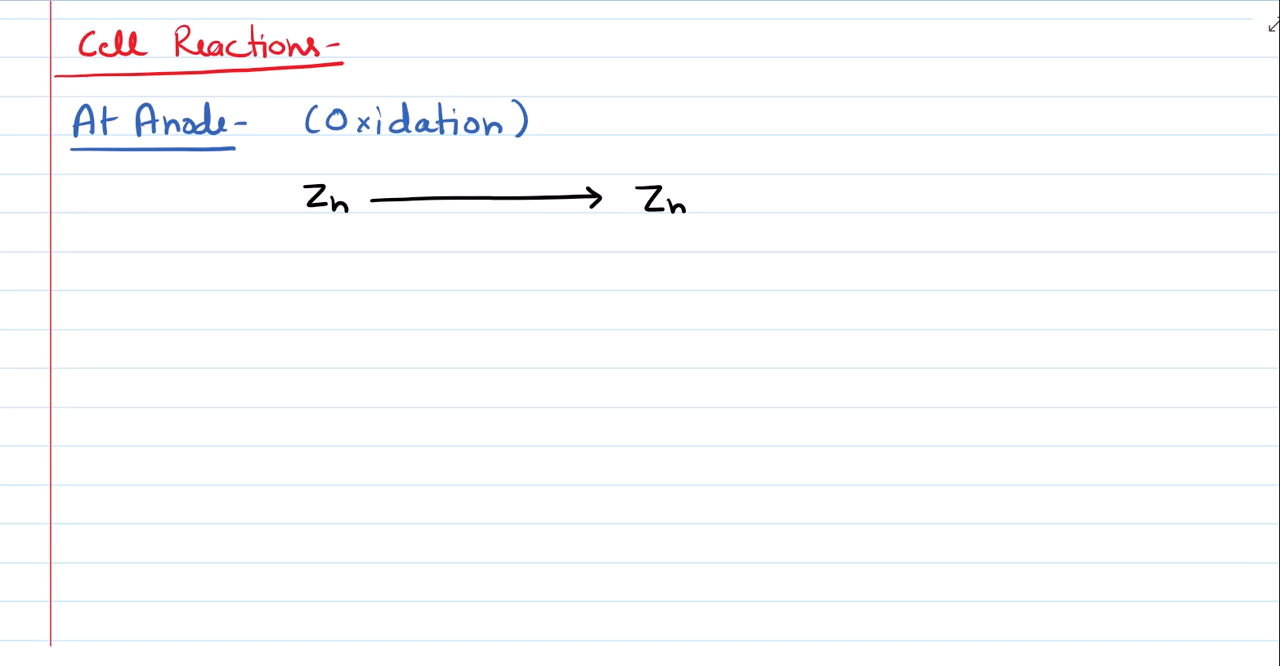 Cell Reactions-
At Anode- (Oxidation)
Zn ⟶ Zn